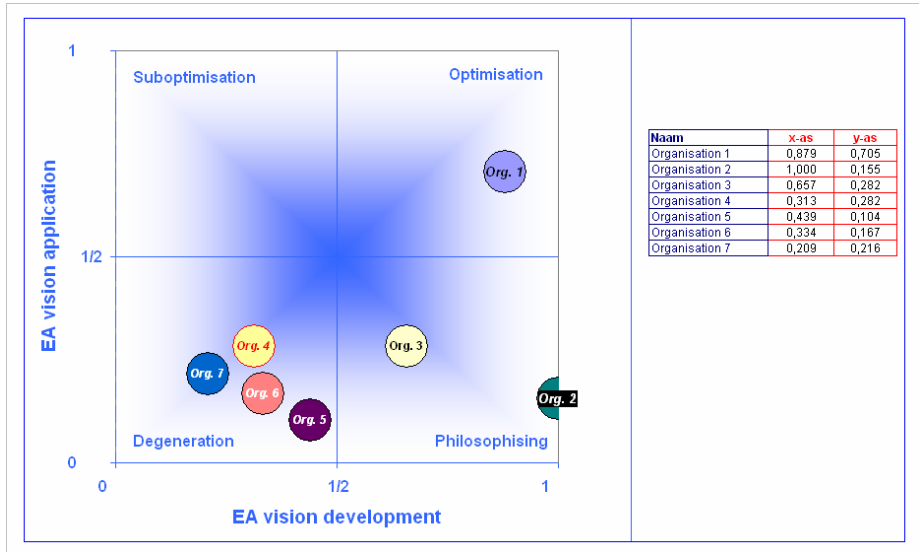 1
Suboptimisation
Optimisation
Org. 1
EA vision application
1/2
Org. 4
Org. 3
Org. 7
Org. 6
Org. 2
Org. 5
Degeneration
Philosophising
0
0
1/2
1
EA vision development
Naam x-as y-as
Organisation 1 0,879 0,705
Organisation 2 1,000 0,155
Organisation 3 0,657 0,282
Organisation 4 0,313 0,282
Organisation 5 0,439 0,104
Organisation 6 0,334 0,167
Organisation 7 0,209 0,216